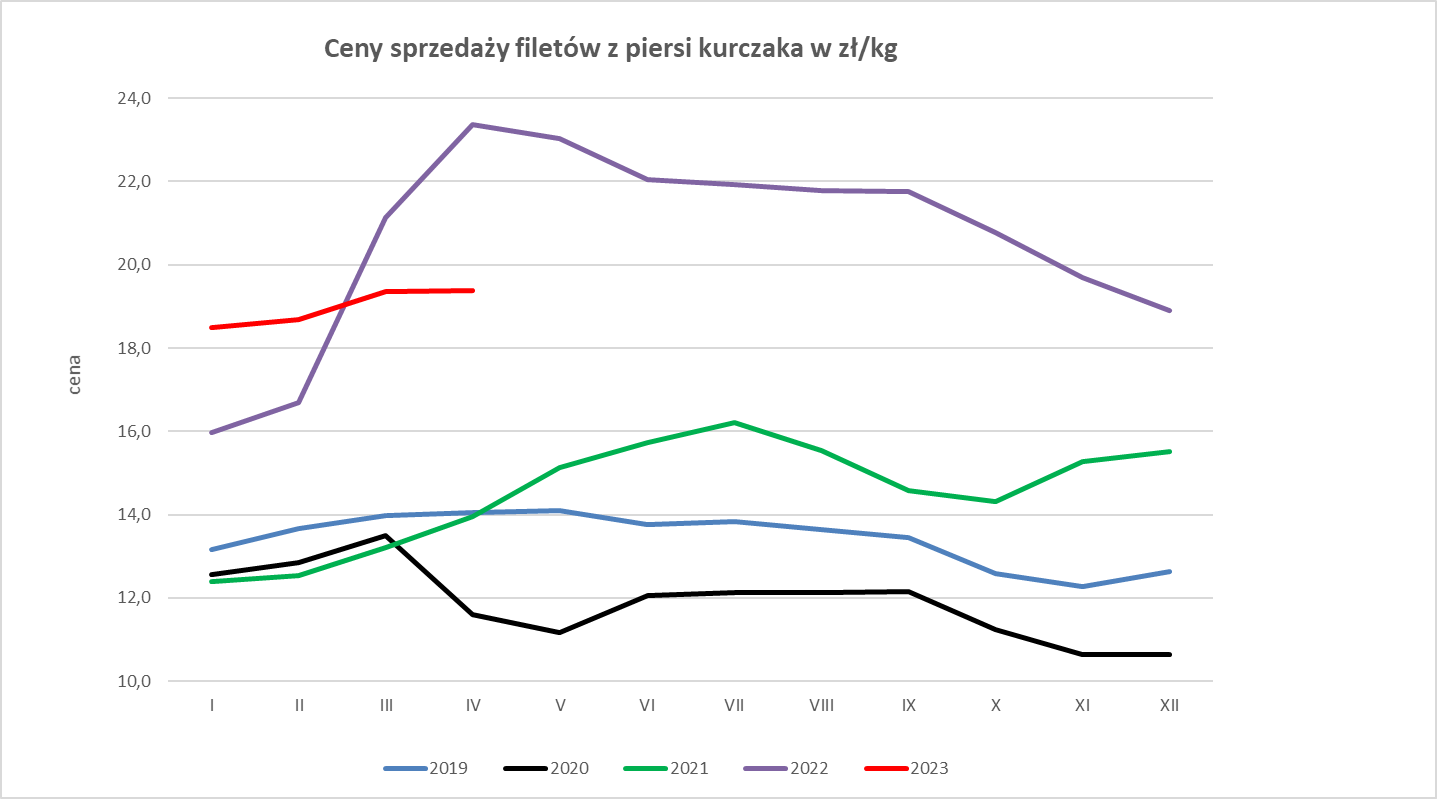 Ceny sprzedaży filetów z piersi kurczaka w zł/kg
24,0
22,0
20,0
18,0
16,0
14,0
12,0
10,0
cena
I II III IV V VI VII VIII IX X XI XII
2019 2020 2021 2022 2023